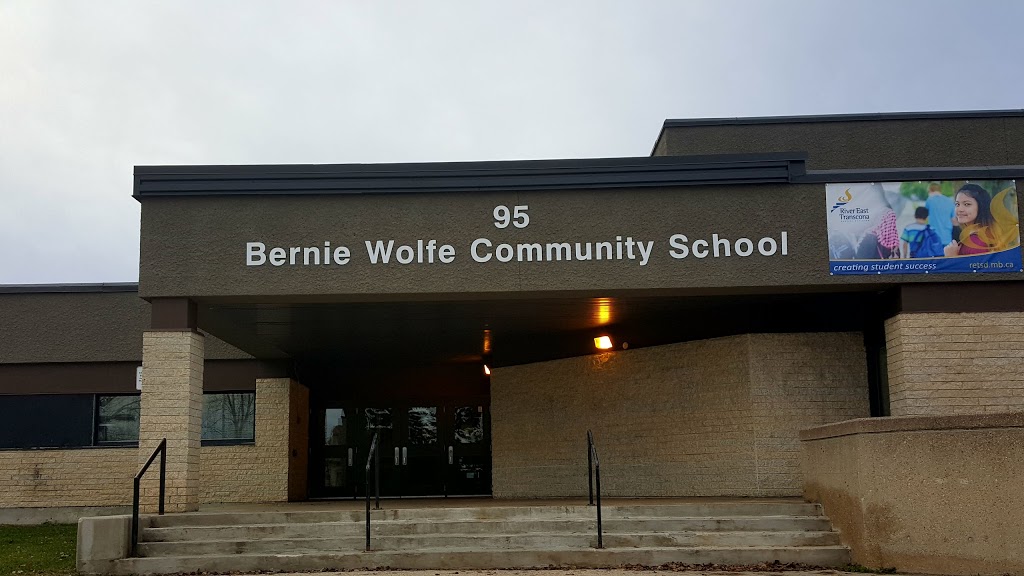 95
Bernie Wolfe Community School
River East
Transcona
creating student success
retsd.mb.ca